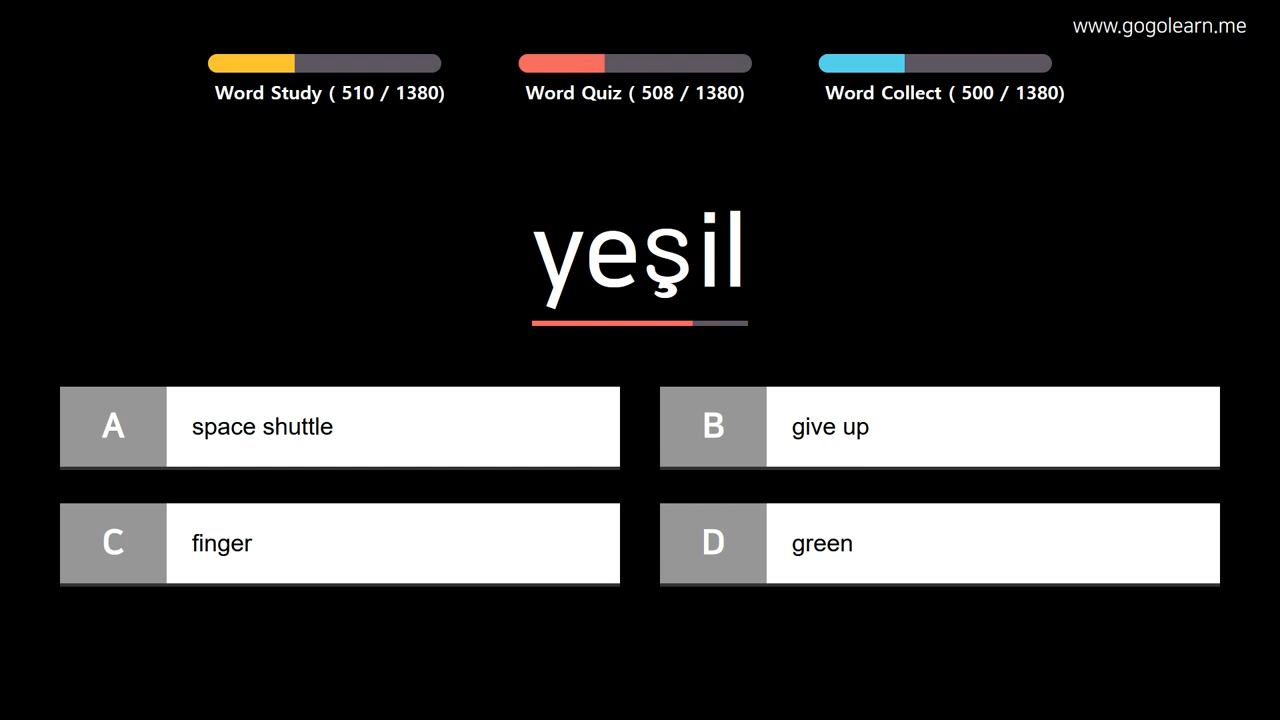 www.gogolearn.me
Word Study ( 510 / 1380)
Word Quiz ( 508 / 1380)
Word Collect ( 500 / 1380)
yeşil
A space shuttle
B give up
C finger
D green